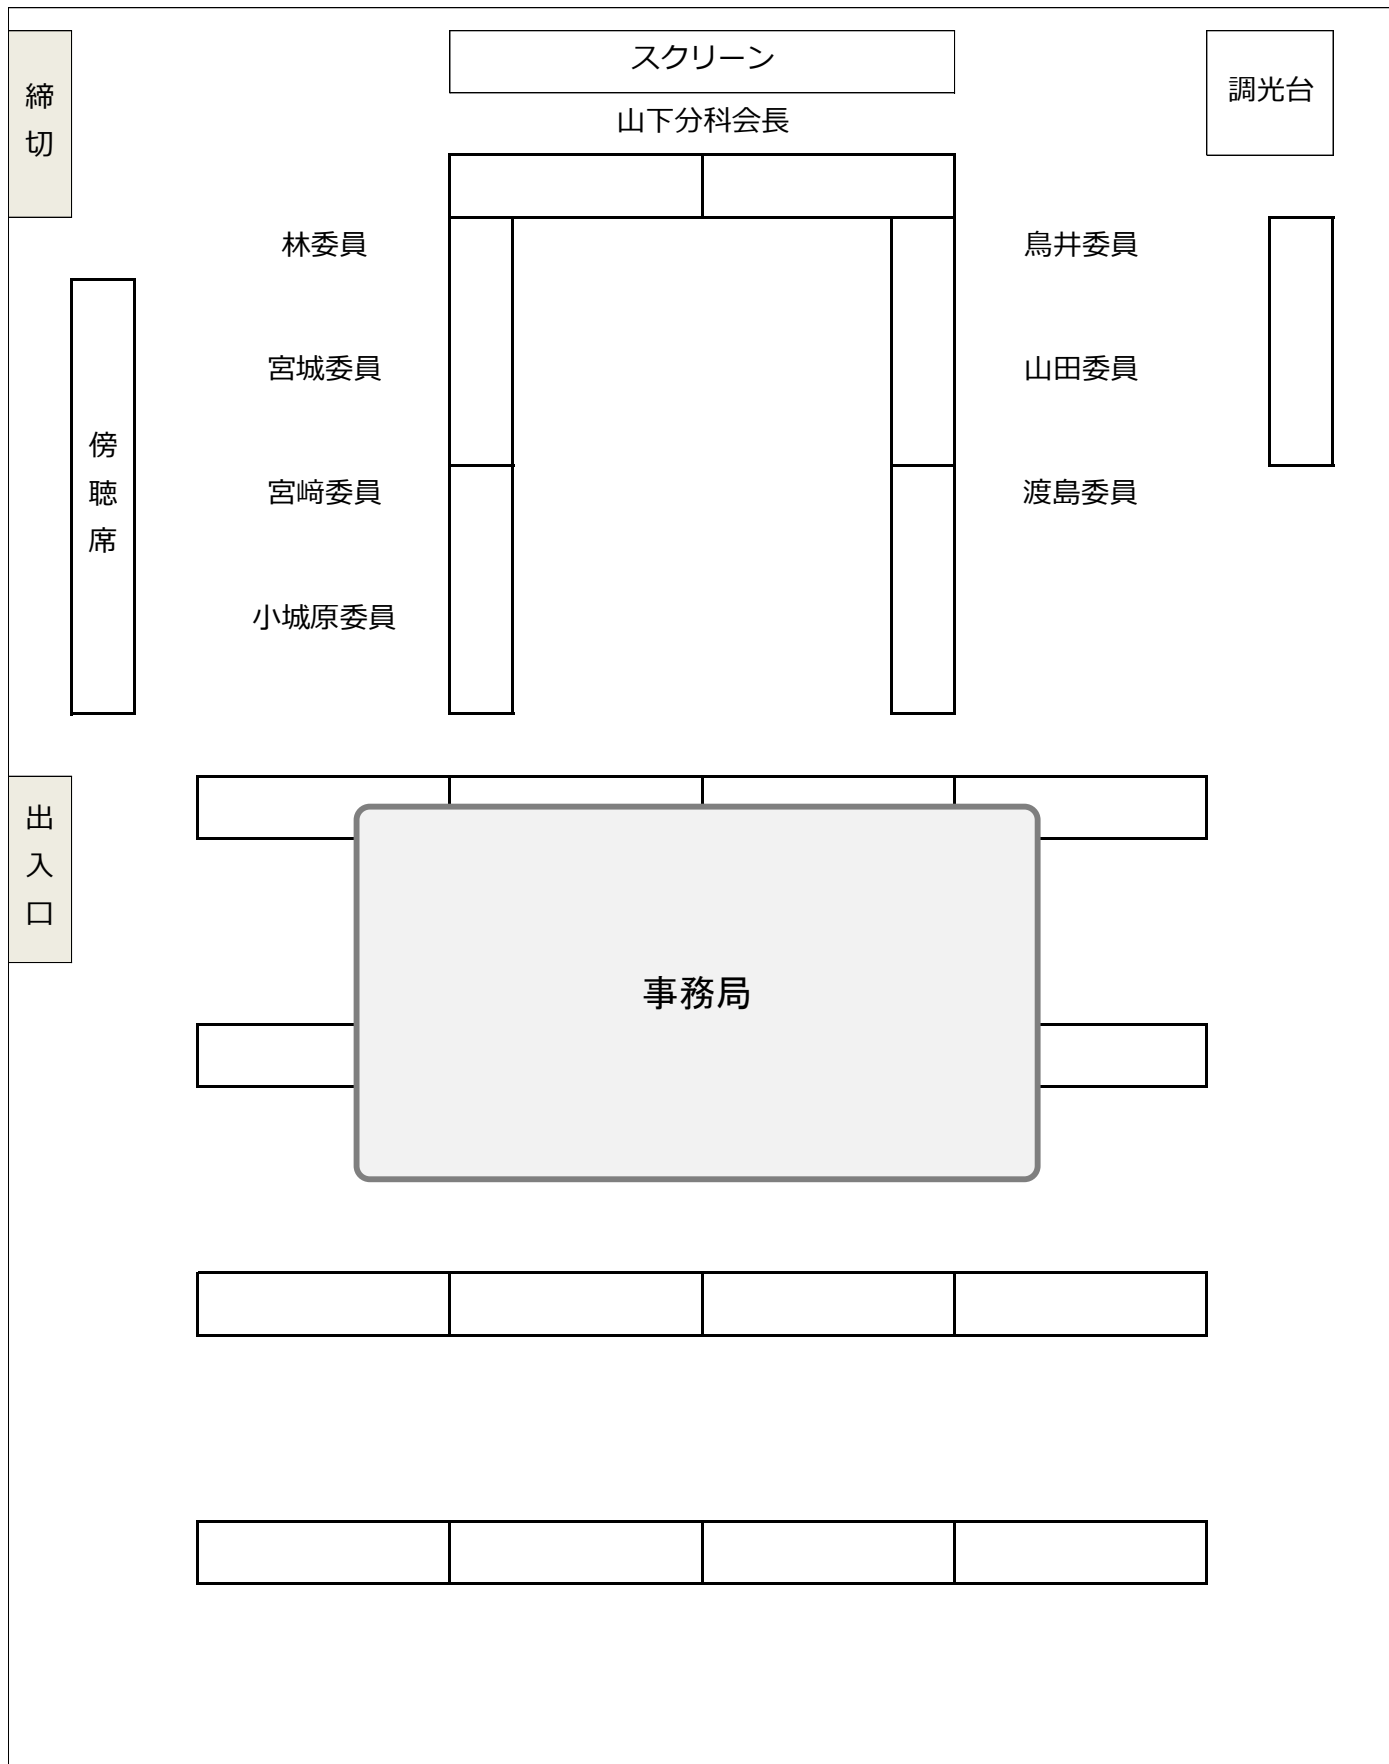 スクリーン
調光台
締切
山下分科会長
林委員
鳥井委員
宮城委員
山田委員
傍聴席
宮﨑委員
渡島委員
小城原委員
出入口
事務局